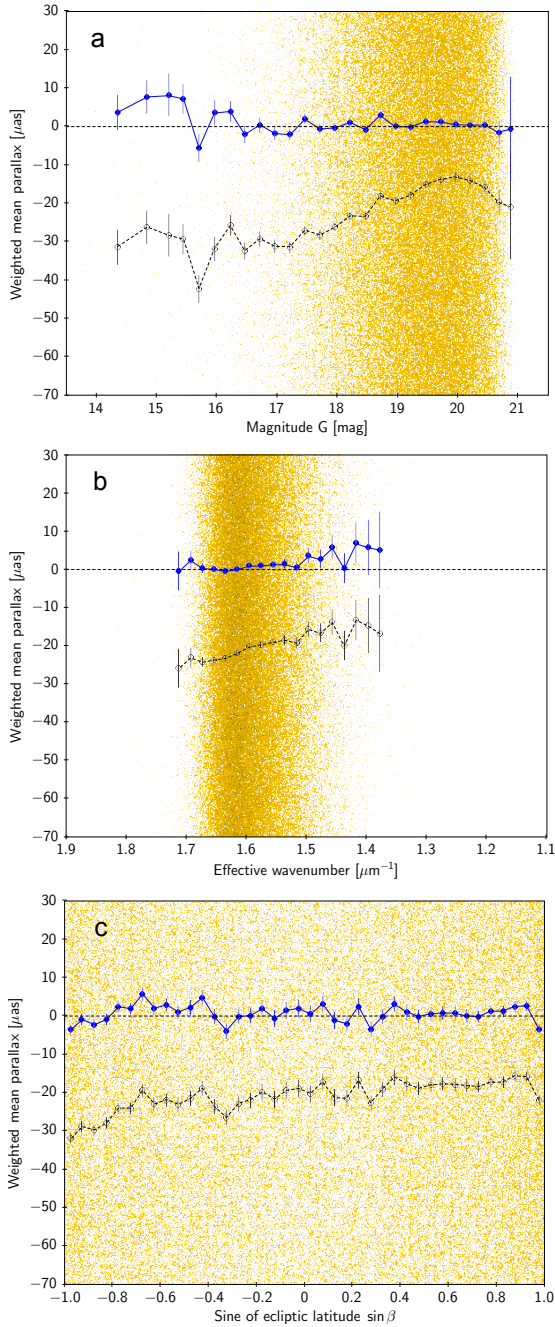 a
30
20
10
0
−10
−20
−30
−40
−50
−60
−70
Weighted mean parallax [μas]
14 15 16 17 18 19 20 21
Magnitude G [mag]
b
30
20
10
0
−10
−20
−30
−40
−50
−60
−70
Weighted mean parallax [μas]
1.9 1.8 1.7 1.6 1.5 1.4 1.3 1.2 1.1
Effective wavenumber [μm⁻¹]
c
30
20
10
0
−10
−20
−30
−40
−50
−60
−70
Weighted mean parallax [μas]
−1.0 −0.8 −0.6 −0.4 −0.2 0 0.2 0.4 0.6 0.8 1.0
Sine of ecliptic latitude sin β